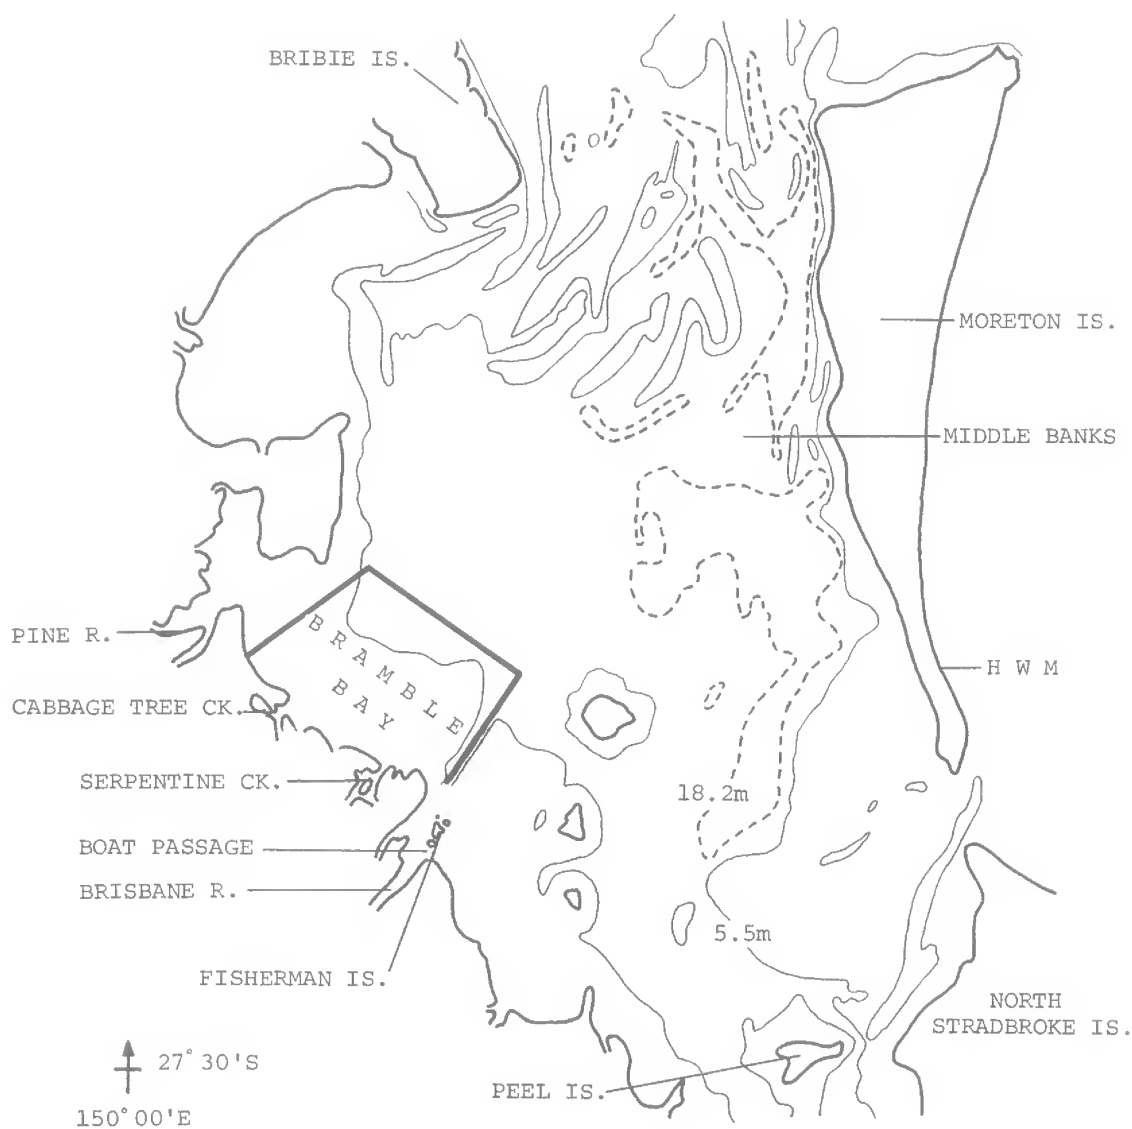 BRIBIE IS.
MORETON IS.
MIDDLE BANKS
PINE R.
BRAMBLE
BAY
H W M
CABBAGE TREE CK.
SERPENTINE CK.
18.2m
BOAT PASSAGE
BRISBANE R.
5.5m
FISHERMAN IS.
NORTH
STRADBROKE IS.
27°30'S
PEEL IS.
150°00'E